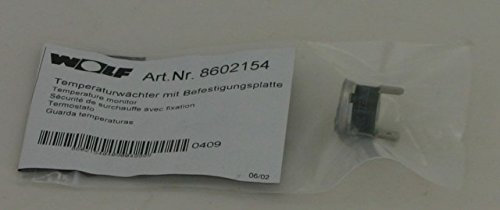 WOLF Art.Nr. 8602154
Temperaturwächter mit Befestigungsplatte
Temperature monitor
Sécurité de surchauffe avec fixation
Termostato
Guarda temperaturas
0409
06/02